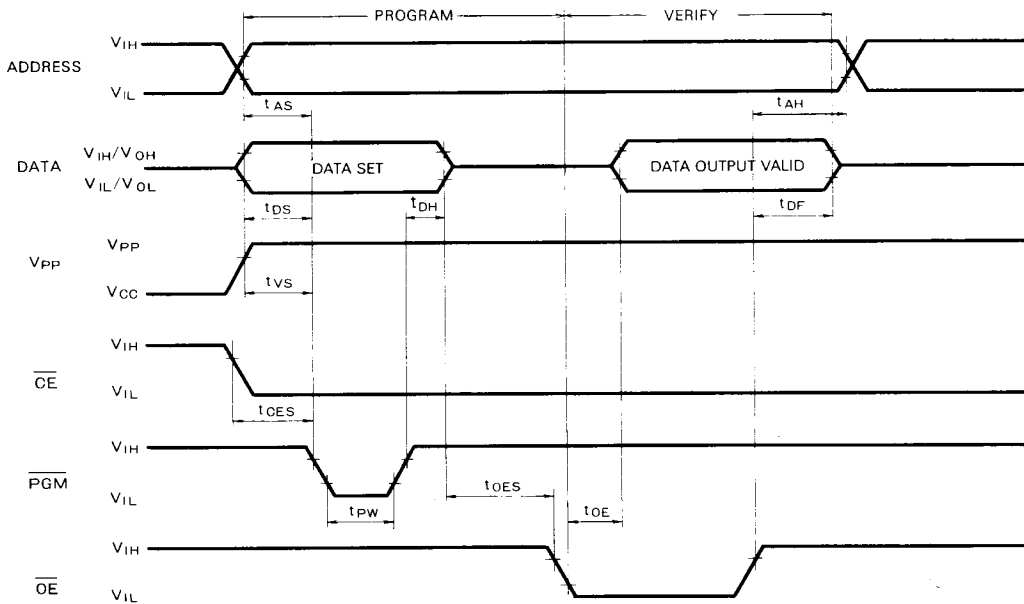 PROGRAM VERIFY
VIH
ADDRESS
VIL
tAS tAH
VIH/VOH
DATA DATA SET DATA OUTPUT VALID
VIL/VOL
tDS tDH tDF
VPP
VPP
tVS
VCC
VIH
CE
VIL
tCES
VIH
PGM
VIL
tPW tOES tOE
VIH
OE
VIL